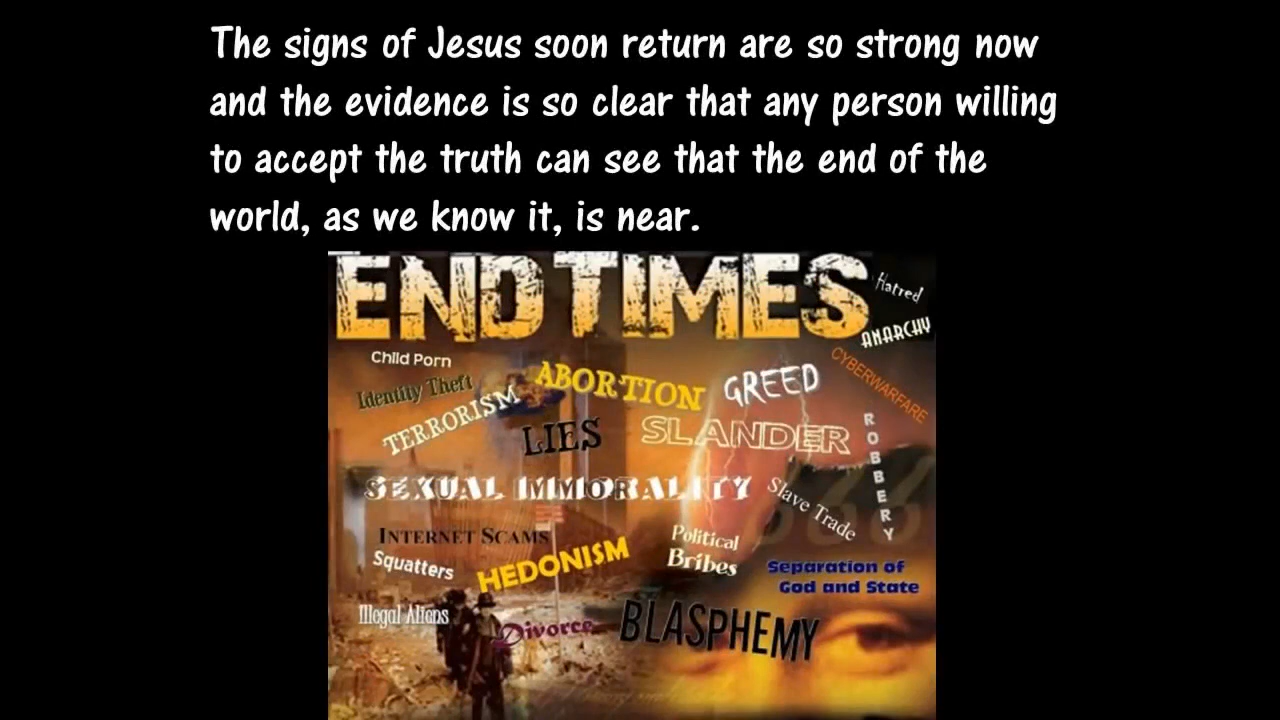 The signs of Jesus soon return are so strong now
and the evidence is so clear that any person willing
to accept the truth can see that the end of the
world, as we know it, is near.
END TIMES
Hatred
ANARCHY
Child Porn
CYBERWARFARE
Identity Theft
ABORTION
GREED
TERRORISM
LIES
SLANDER
ROBBERY
SEXUAL IMMORALITY
Slave Trade
INTERNET SCAMS
Political
Bribes
Squatters
HEDONISM
Separation of
God and State
Illegal Aliens
Divorce
BLASPHEMY